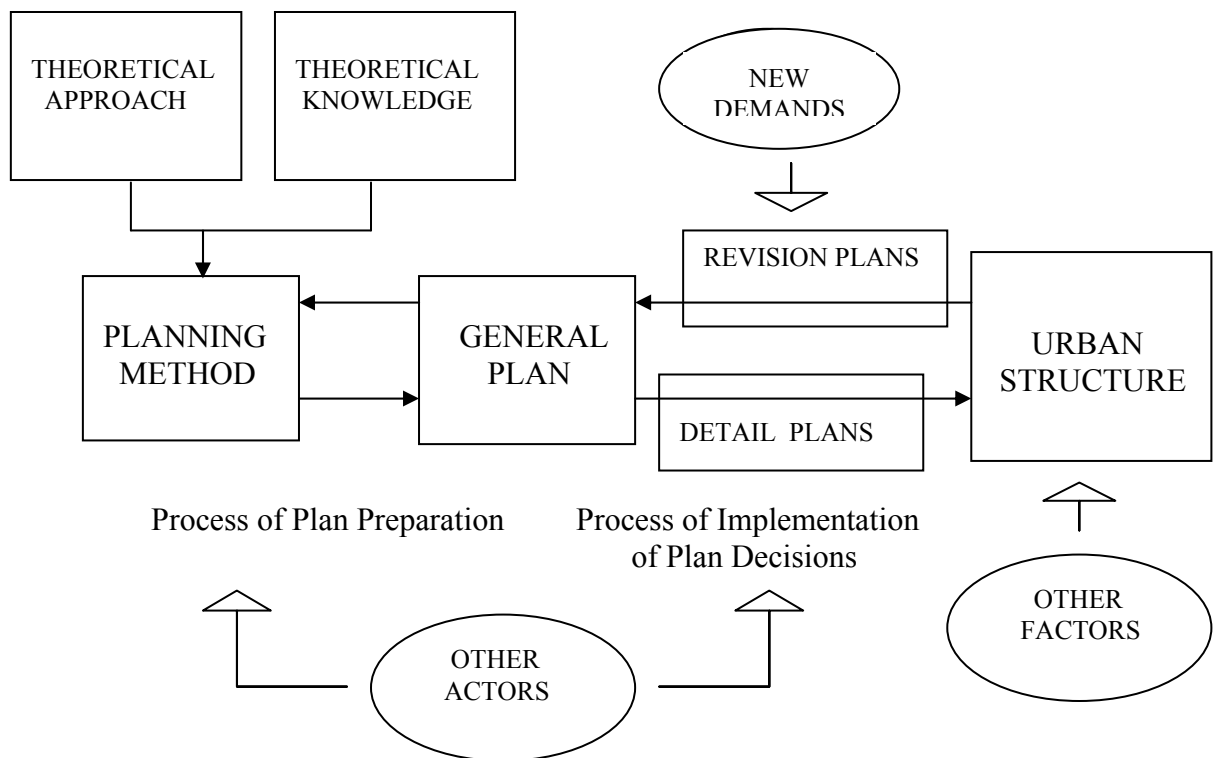 THEORETICAL
APPROACH
THEORETICAL
KNOWLEDGE
NEW
DEMANDS
REVISION PLANS
PLANNING
METHOD
GENERAL
PLAN
URBAN
STRUCTURE
DETAIL PLANS
Process of Plan Preparation
Process of Implementation
of Plan Decisions
OTHER
ACTORS
OTHER
FACTORS